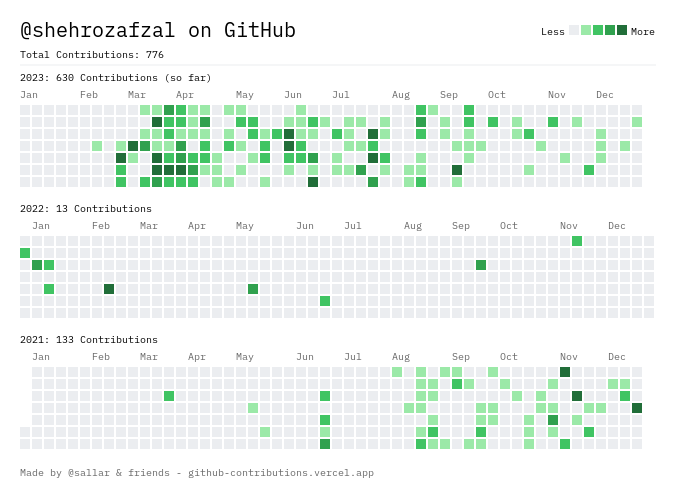 @shehrozafzal on GitHub
Less More
Total Contributions: 776
2023: 630 Contributions (so far)
Jan Feb Mar Apr May Jun Jul Aug Sep Oct Nov Dec
2022: 13 Contributions
Jan Feb Mar Apr May Jun Jul Aug Sep Oct Nov Dec
2021: 133 Contributions
Jan Feb Mar Apr May Jun Jul Aug Sep Oct Nov Dec
Made by @sallar & friends - github-contributions.vercel.app